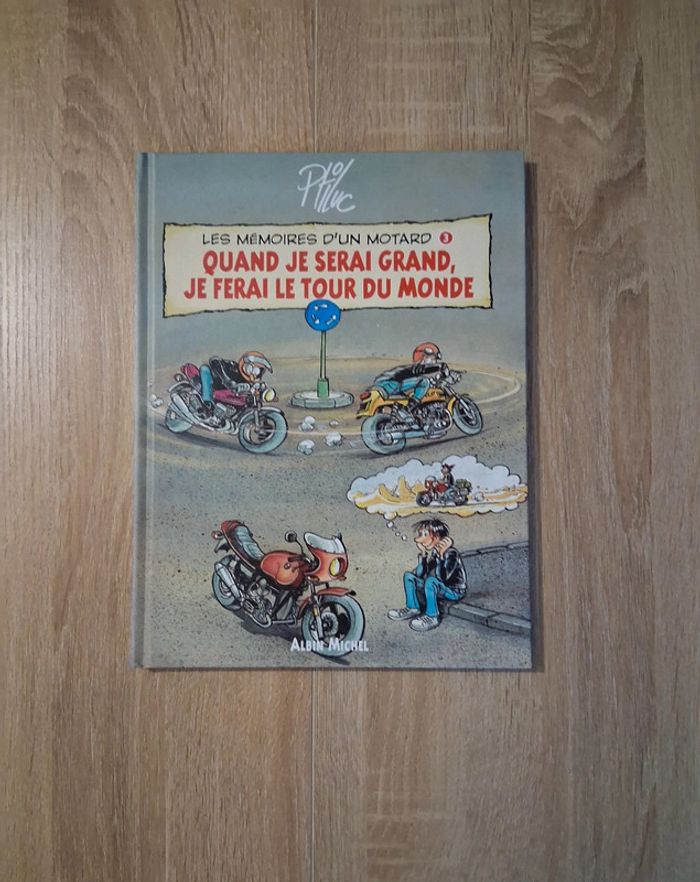 PTILUC
LES MÉMOIRES D'UN MOTARD 3
QUAND JE SERAI GRAND,
JE FERAI LE TOUR DU MONDE
ALBIN MICHEL